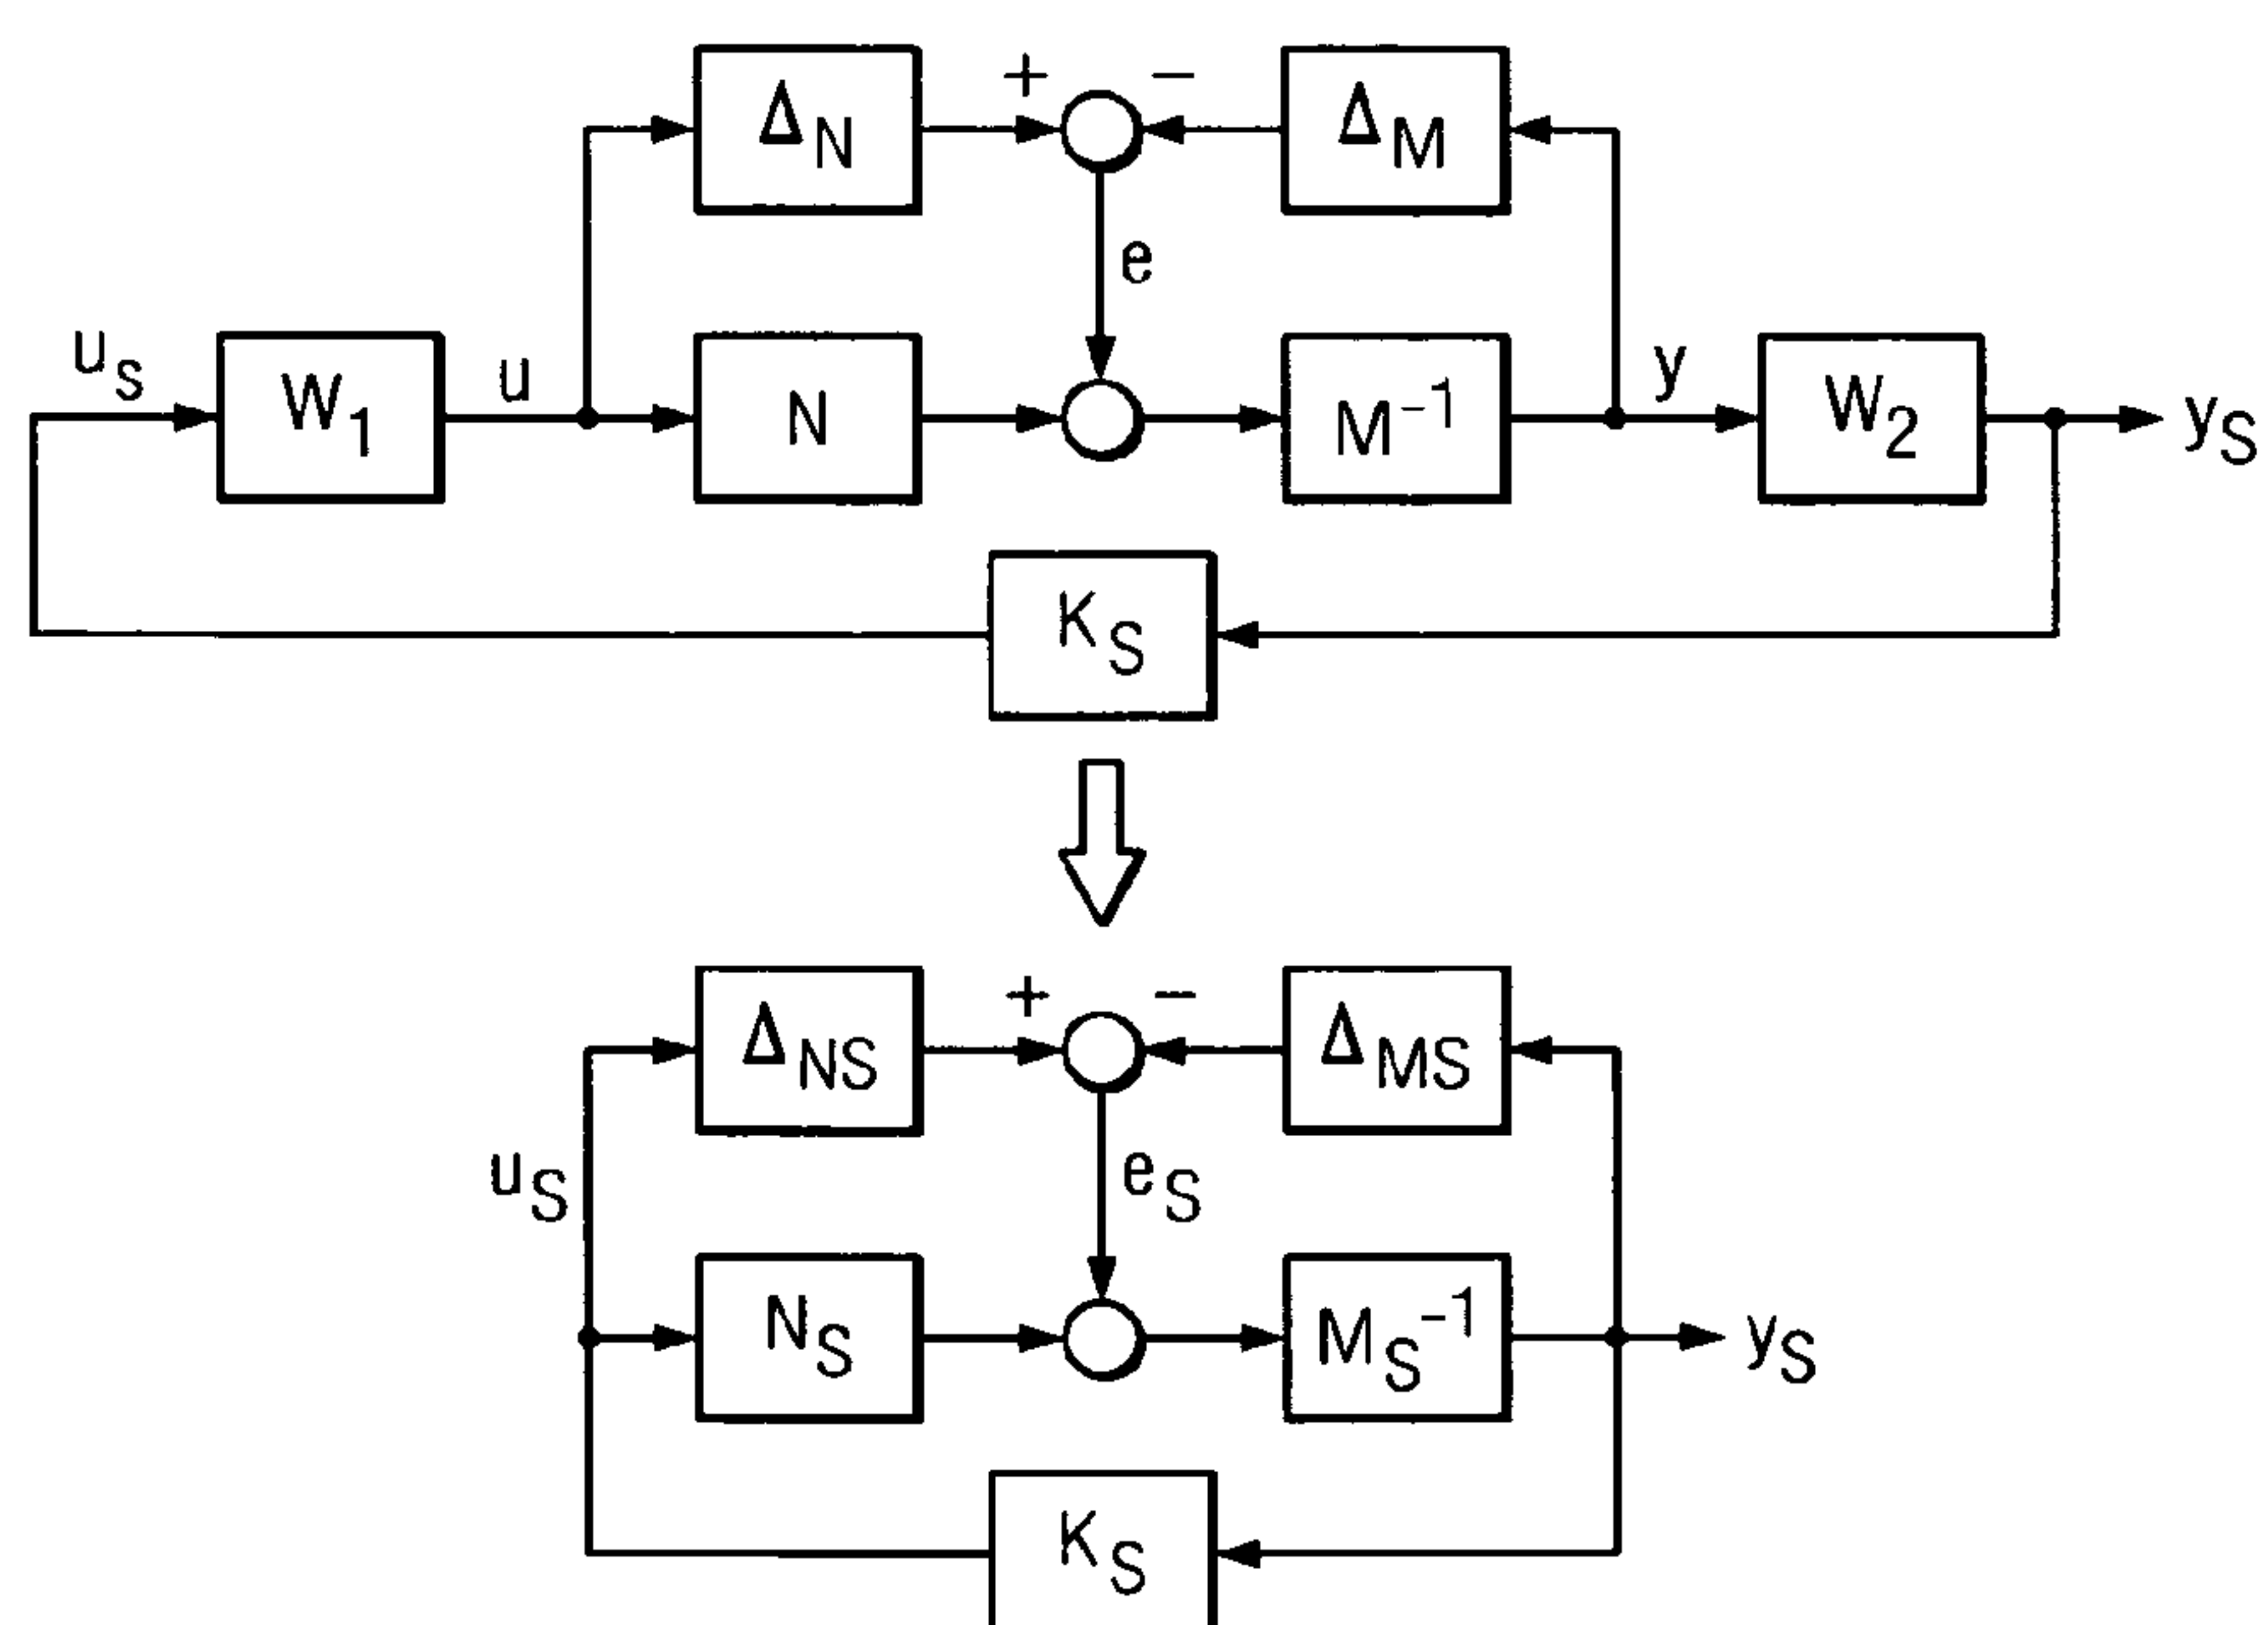 Δ_N + − Δ_M
e
u_s W_1 u N M^-1 y W_2 y_S
K_S
Δ_NS + − Δ_MS
u_S e_S
N_S M_S^-1 y_S
K_S